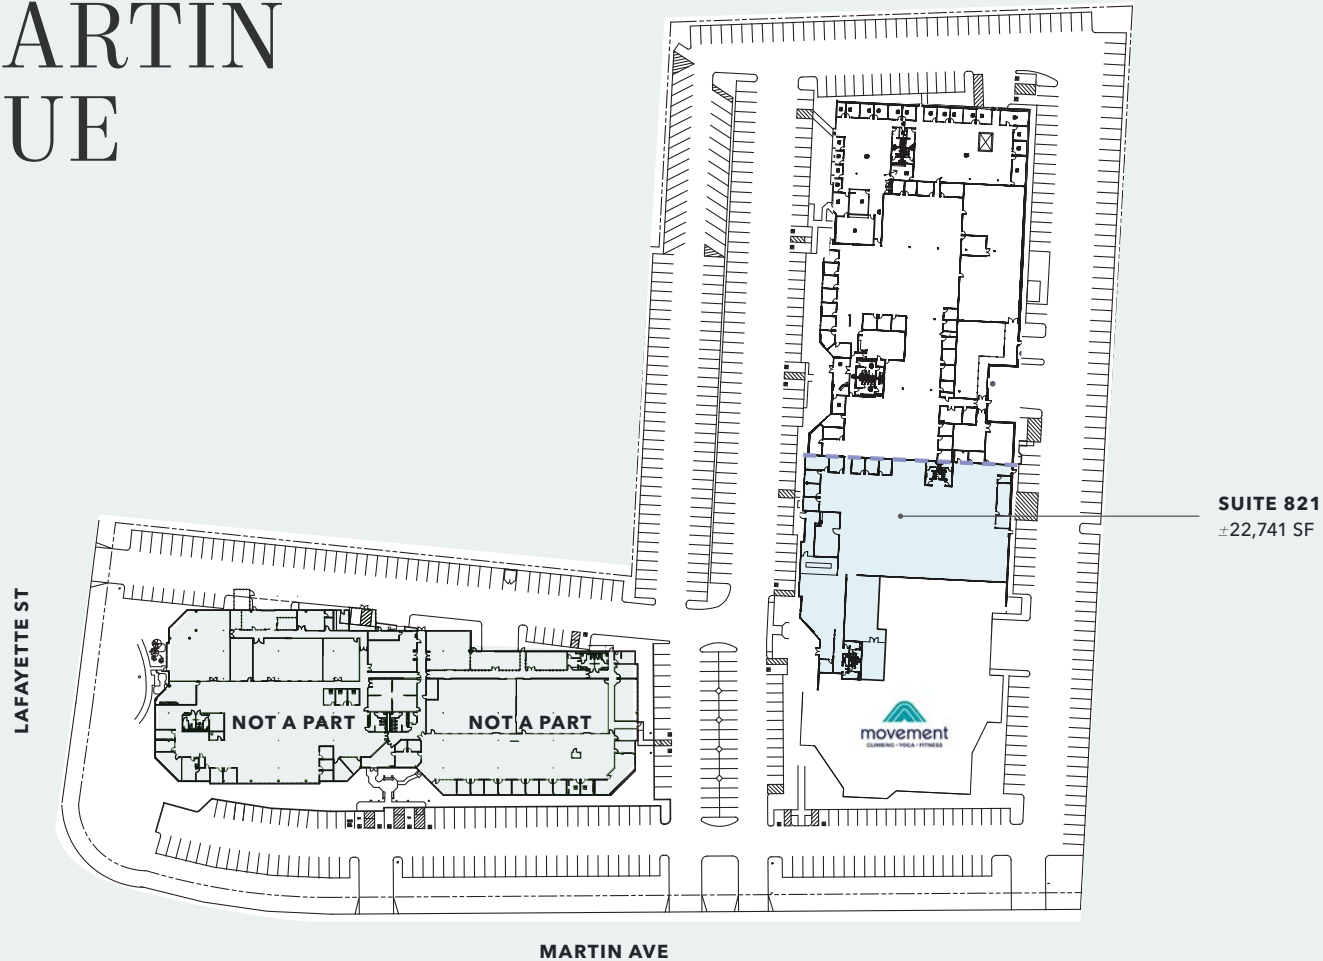 ARTIN
UE
SUITE 821
±22,741 SF
LAFAYETTE ST
NOT A PART
NOT A PART
movement
CLIMBING · YOGA · FITNESS
MARTIN AVE